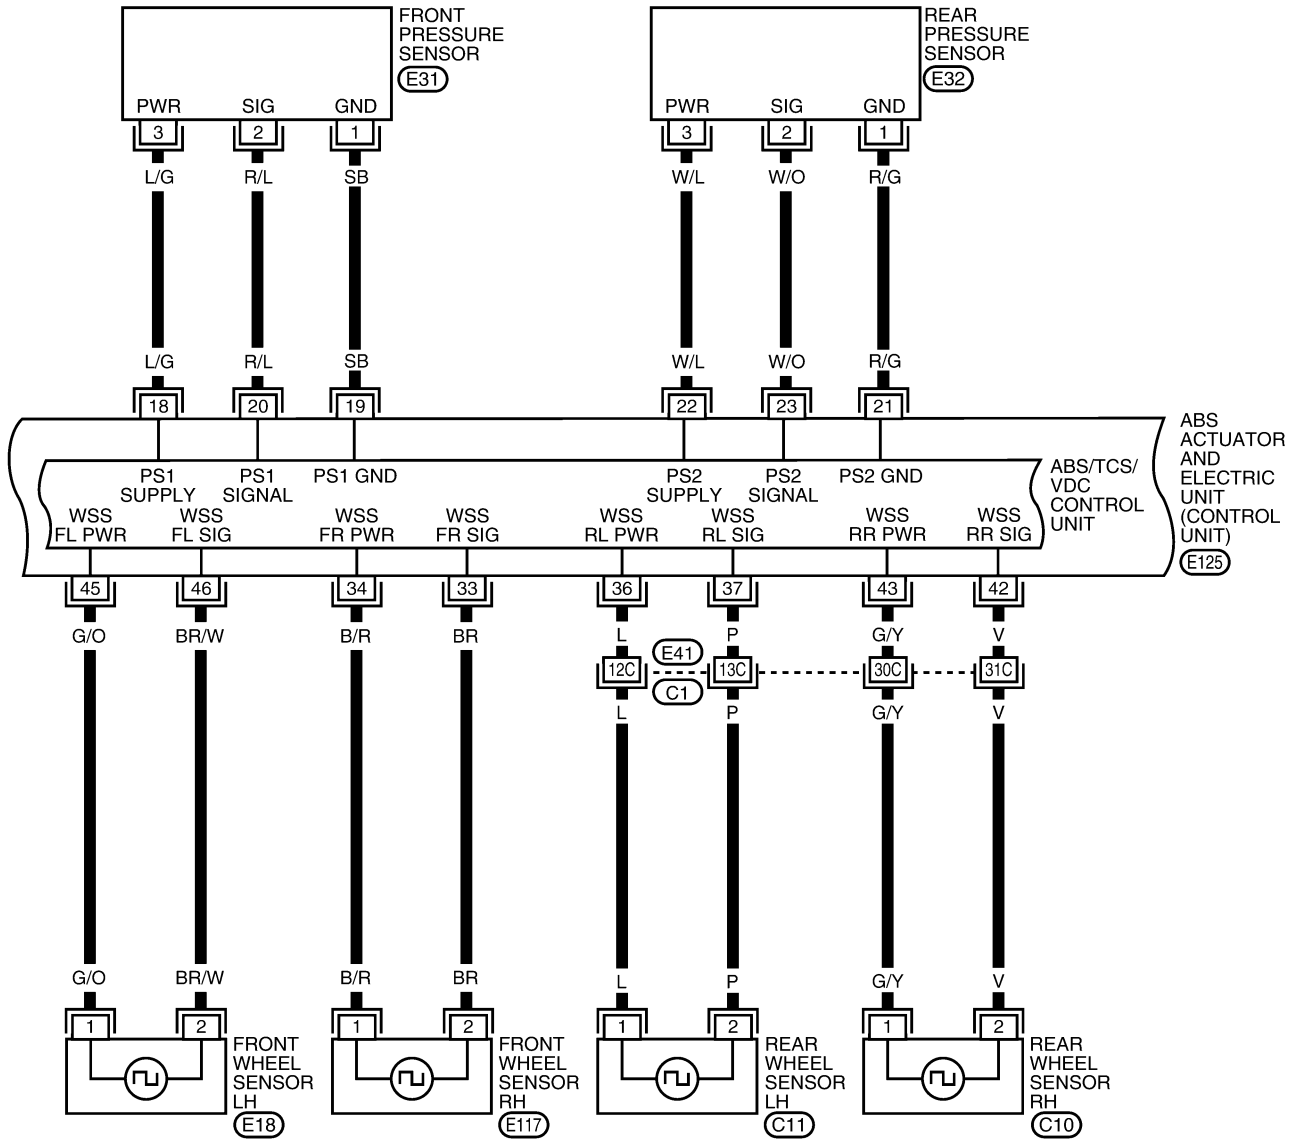 FRONT
PRESSURE
SENSOR
E31
PWR SIG GND
3 2 1
L/G R/L SB
REAR
PRESSURE
SENSOR
E32
PWR SIG GND
3 2 1
W/L W/O R/G
L/G R/L SB W/L W/O R/G
18 20 19 22 23 21
ABS
ACTUATOR
AND
ELECTRIC
UNIT
(CONTROL
UNIT)
E125
PS1
SUPPLY
PS1
SIGNAL
PS1 GND
PS2
SUPPLY
PS2
SIGNAL
PS2 GND
ABS/TCS/
VDC
CONTROL
UNIT
WSS
FL PWR
WSS
FL SIG
WSS
FR PWR
WSS
FR SIG
WSS
RL PWR
WSS
RL SIG
WSS
RR PWR
WSS
RR SIG
45 46 34 33 36 37 43 42
G/O BR/W B/R BR L P G/Y V
E41
12C 13C 30C 31C
C1
L P G/Y V
G/O BR/W B/R BR L P G/Y V
1 2 1 2 1 2 1 2
FRONT
WHEEL
SENSOR
LH
E18
FRONT
WHEEL
SENSOR
RH
E117
REAR
WHEEL
SENSOR
LH
C11
REAR
WHEEL
SENSOR
RH
C10